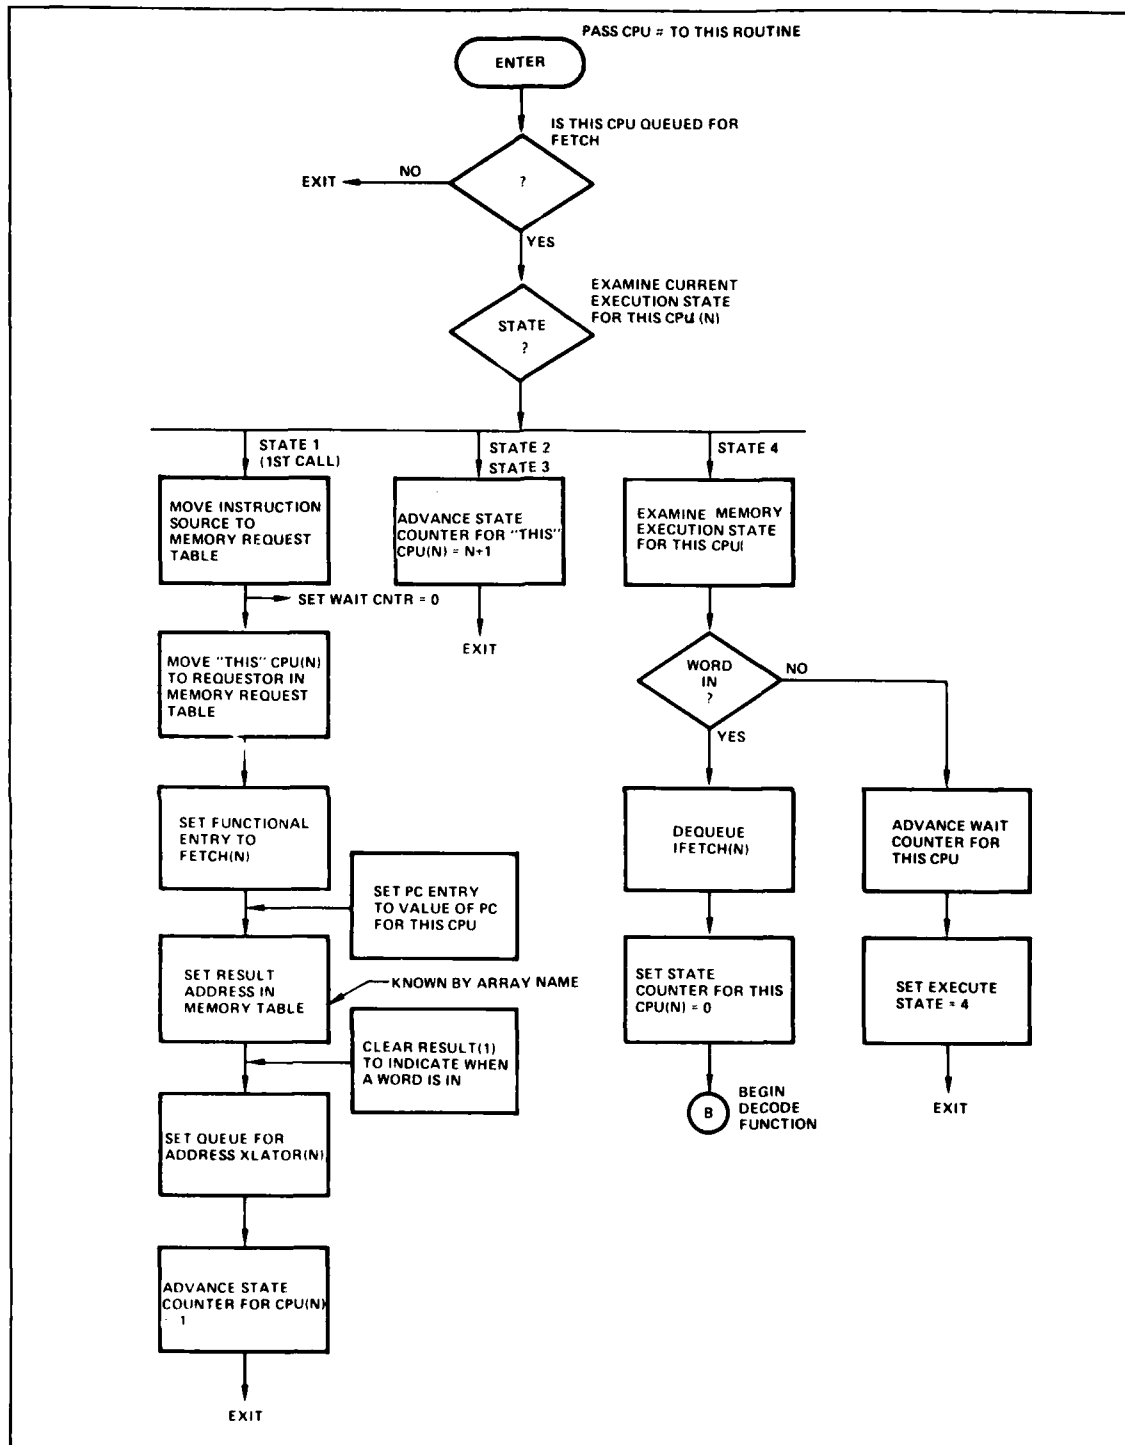 PASS CPU = TO THIS ROUTINE
ENTER
IS THIS CPU QUEUED FOR
FETCH
?
NO
EXIT
YES
EXAMINE CURRENT
EXECUTION STATE
FOR THIS CPU (N)
STATE
?
STATE 1
(1ST CALL)
MOVE INSTRUCTION
SOURCE TO
MEMORY REQUEST
TABLE
SET WAIT CNTR = 0
MOVE "THIS" CPU(N)
TO REQUESTOR IN
MEMORY REQUEST
TABLE
SET FUNCTIONAL
ENTRY TO
FETCH(N)
SET PC ENTRY
TO VALUE OF PC
FOR THIS CPU
SET RESULT
ADDRESS IN
MEMORY TABLE
KNOWN BY ARRAY NAME
CLEAR RESULT(1)
TO INDICATE WHEN
A WORD IS IN
SET QUEUE FOR
ADDRESS XLATOR(N)
ADVANCE STATE
COUNTER FOR CPU(N)
1
EXIT
STATE 2
STATE 3
ADVANCE STATE
COUNTER FOR "THIS"
CPU(N) = N+1
EXIT
STATE 4
EXAMINE MEMORY
EXECUTION STATE
FOR THIS CPU
WORD
IN
?
NO
YES
DEQUEUE
IFETCH(N)
SET STATE
COUNTER FOR THIS
CPU(N) = 0
B
BEGIN
DECODE
FUNCTION
ADVANCE WAIT
COUNTER FOR
THIS CPU
SET EXECUTE
STATE = 4
EXIT